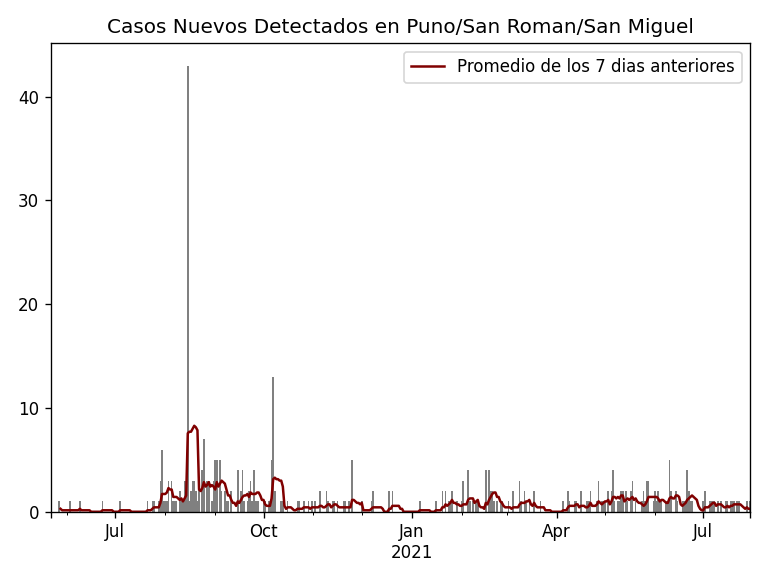 Casos Nuevos Detectados en Puno/San Roman/San Miguel
Promedio de los 7 dias anteriores
40
30
20
10
0
Jul
Oct
Jan
2021
Apr
Jul